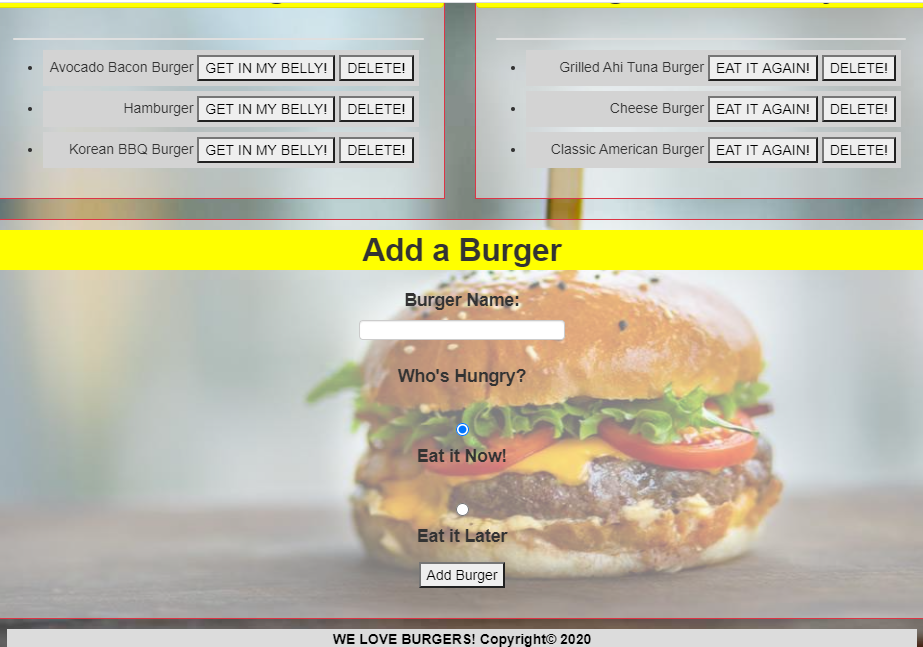 Avocado Bacon Burger GET IN MY BELLY! DELETE!
Hamburger GET IN MY BELLY! DELETE!
Korean BBQ Burger GET IN MY BELLY! DELETE!
Grilled Ahi Tuna Burger EAT IT AGAIN! DELETE!
Cheese Burger EAT IT AGAIN! DELETE!
Classic American Burger EAT IT AGAIN! DELETE!
Add a Burger
Burger Name:
Who's Hungry?
Eat it Now!
Eat it Later
Add Burger
WE LOVE BURGERS! Copyright© 2020